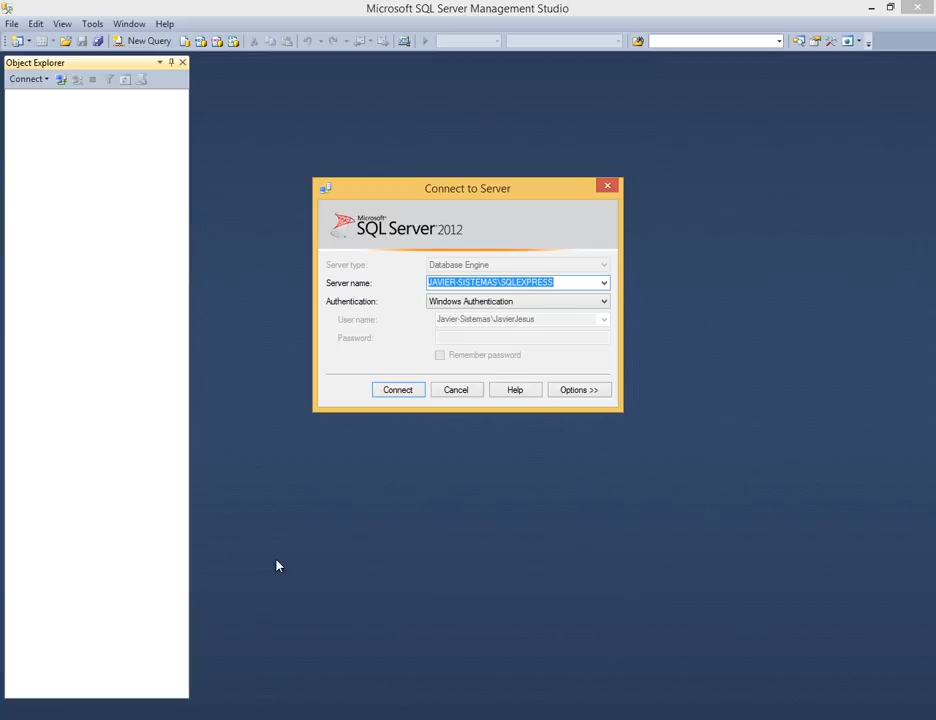 Microsoft SQL Server Management Studio
File Edit View Tools Window Help
New Query
Object Explorer
Connect
Connect to Server
Microsoft
SQL Server 2012
Server type: Database Engine
Server name: JAVIER-SISTEMAS\SQLEXPRESS
Authentication: Windows Authentication
User name: Javier-Sistemas\JavierJesus
Password:
Remember password
Connect Cancel Help Options >>